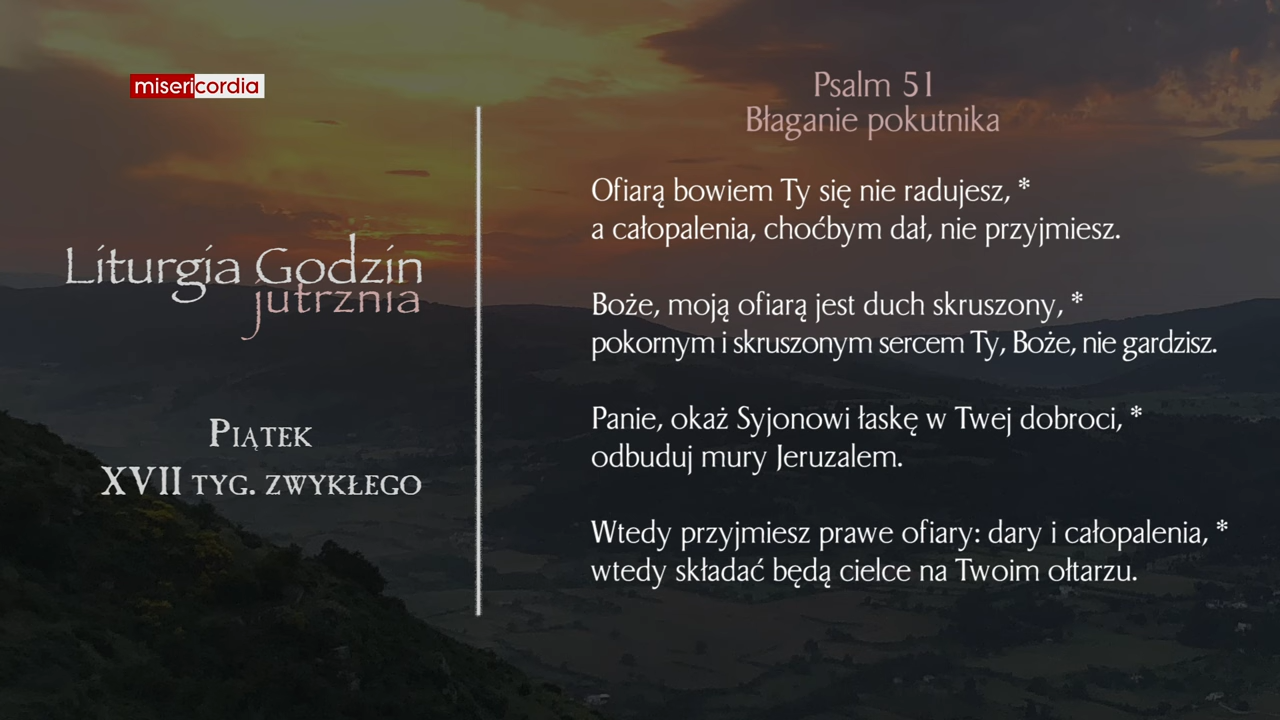 misericordia
Liturgia Godzin
jutrznia
Piątek
XVII tyg. zwykłego
Psalm 51
Błaganie pokutnika
Ofiarą bowiem Ty się nie radujesz, *
a całopalenia, choćbym dał, nie przyjmiesz.
Boże, moją ofiarą jest duch skruszony, *
pokornym i skruszonym sercem Ty, Boże, nie gardzisz.
Panie, okaż Syjonowi łaskę w Twej dobroci, *
odbuduj mury Jeruzalem.
Wtedy przyjmiesz prawe ofiary: dary i całopalenia, *
wtedy składać będą cielce na Twoim ołtarzu.